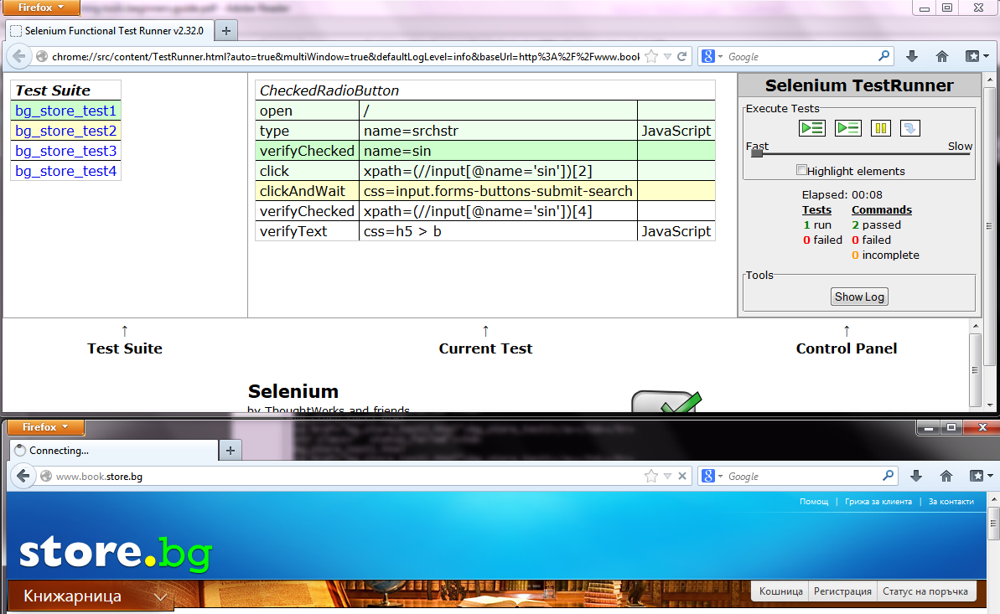 Firefox
Selenium Functional Test Runner v2.32.0
chrome://src/content/TestRunner.html?auto=true&multiWindow=true&defaultLogLevel=info&baseUrl=http%3A%2F%2Fwww.book
Google
Test Suite
bg_store_test1
bg_store_test2
bg_store_test3
bg_store_test4
CheckedRadioButton
open /
type name=srchstr JavaScript
verifyChecked name=sin
click xpath=(//input[@name='sin'])[2]
clickAndWait css=input.forms-buttons-submit-search
verifyChecked xpath=(//input[@name='sin'])[4]
verifyText css=h5 > b JavaScript
Selenium TestRunner
Execute Tests
Fast Slow
Highlight elements
Elapsed: 00:08
Tests Commands
1 run 2 passed
0 failed 0 failed
0 incomplete
Tools
Show Log
↑ ↑ ↑
Test Suite Current Test Control Panel
Selenium
by ThoughtWorks and friends
Firefox
Connecting...
www.book.store.bg
Google
Помощ | Грижа за клиента | За контакти
store.bg
Книжарница
Кошница Регистрация Статус на поръчка